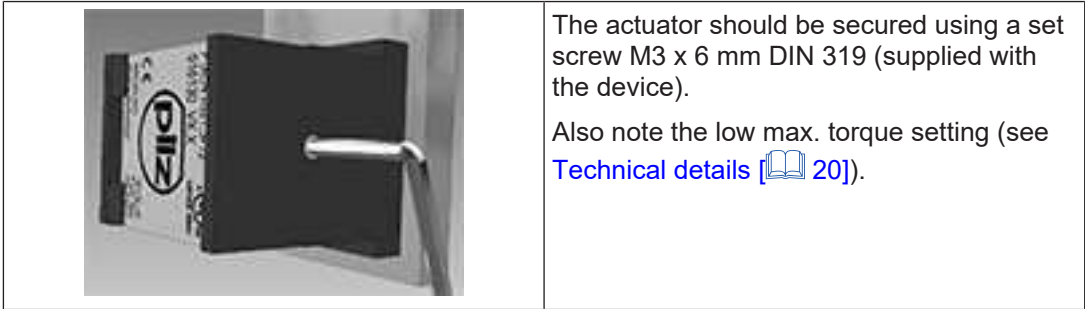 pilz
The actuator should be secured using a set
screw M3 x 6 mm DIN 319 (supplied with
the device).
Also note the low max. torque setting (see
Technical details [ 20]).